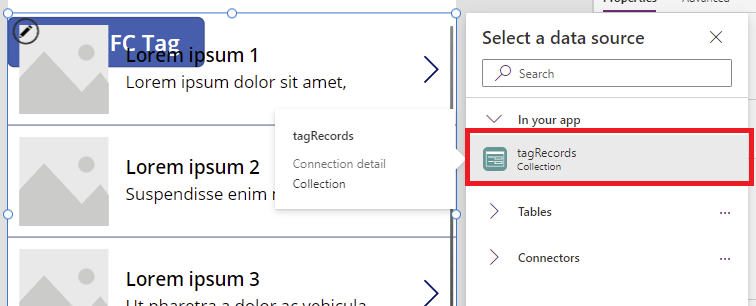 Properties
Advanced
FC Tag
Lorem ipsum 1
Lorem ipsum dolor sit amet,
Lorem ipsum 2
Suspendisse enim
Lorem ipsum 3
Ut pharetra a dolor ac vehicula
tagRecords
Connection detail
Collection
Select a data source
Search
In your app
tagRecords
Collection
Tables
Connectors